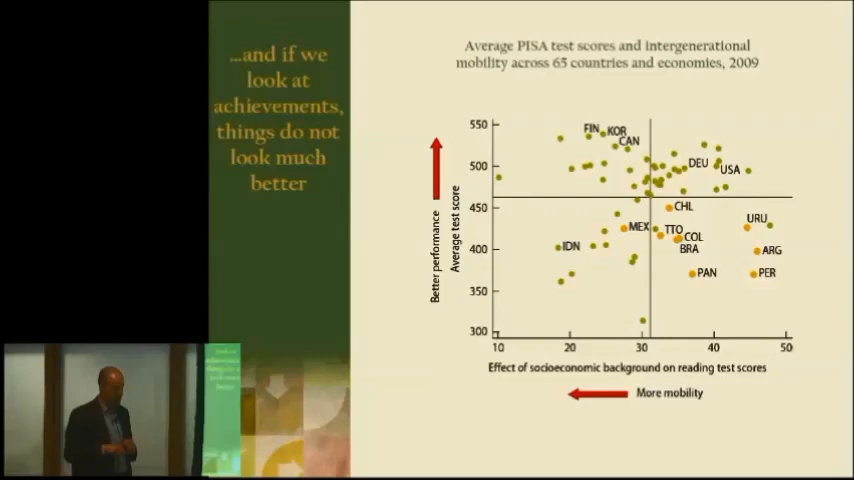 ...and if we
look at
achievements,
things do not
look much
better
Average PISA test scores and intergenerational
mobility across 65 countries and economies, 2009
Better performance
Average test score
550
500
450
400
350
300
FIN KOR
CAN
DEU
USA
CHL
URU
MEX
TTO
COL
BRA
IDN
ARG
PAN
PER
10 20 30 40 50
Effect of socioeconomic background on reading test scores
More mobility